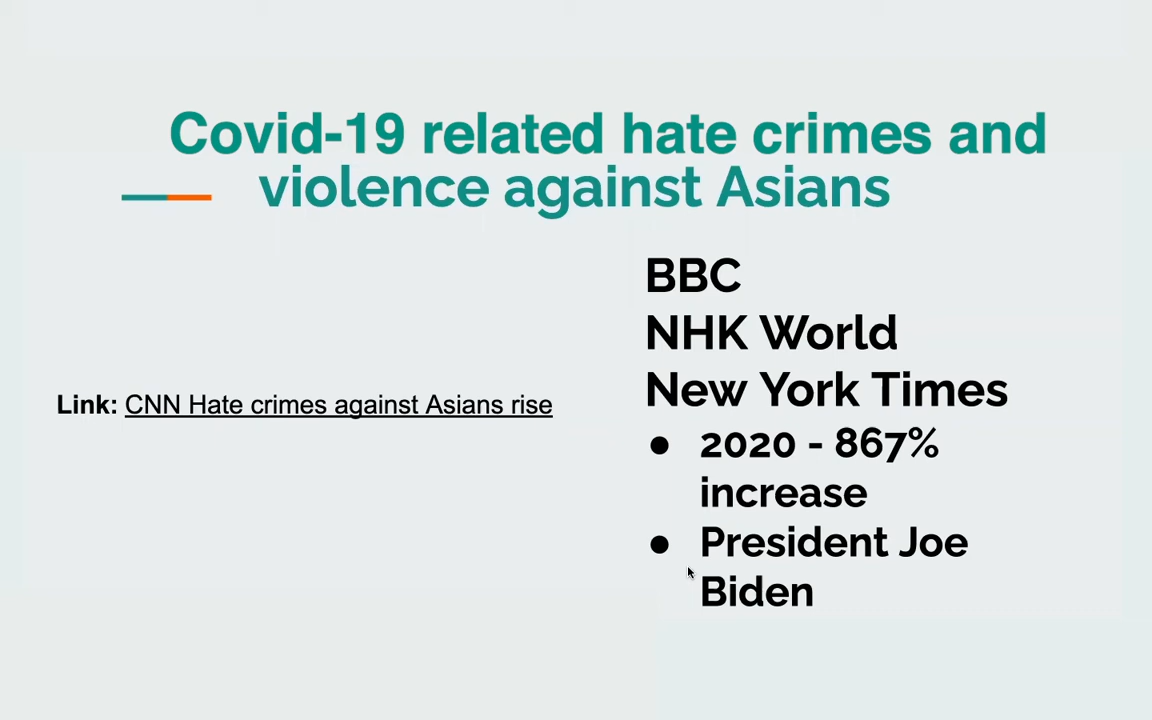 Covid-19 related hate crimes and
violence against Asians
Link: CNN Hate crimes against Asians rise
BBC
NHK World
New York Times
● 2020 - 867%
increase
● President Joe
Biden